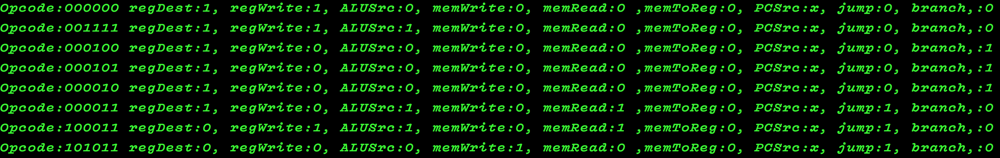 Opcode:000000 regDest:1, regWrite:1, ALUSrc:0, memWrite:0, memRead:0 ,memToReg:0, PCSrc:x, jump:0, branch,:0
Opcode:001111 regDest:1, regWrite:1, ALUSrc:1, memWrite:0, memRead:0 ,memToReg:0, PCSrc:x, jump:0, branch,:0
Opcode:000100 regDest:1, regWrite:0, ALUSrc:0, memWrite:0, memRead:0 ,memToReg:0, PCSrc:x, jump:0, branch,:1
Opcode:000101 regDest:1, regWrite:0, ALUSrc:0, memWrite:0, memRead:0 ,memToReg:0, PCSrc:x, jump:0, branch,:1
Opcode:000010 regDest:1, regWrite:0, ALUSrc:0, memWrite:0, memRead:0 ,memToReg:0, PCSrc:x, jump:0, branch,:1
Opcode:000011 regDest:1, regWrite:0, ALUSrc:1, memWrite:0, memRead:1 ,memToReg:0, PCSrc:x, jump:1, branch,:0
Opcode:100011 regDest:0, regWrite:1, ALUSrc:1, memWrite:0, memRead:1 ,memToReg:0, PCSrc:x, jump:1, branch,:0
Opcode:101011 regDest:0, regWrite:0, ALUSrc:0, memWrite:1, memRead:0 ,memToReg:0, PCSrc:x, jump:1, branch,:0